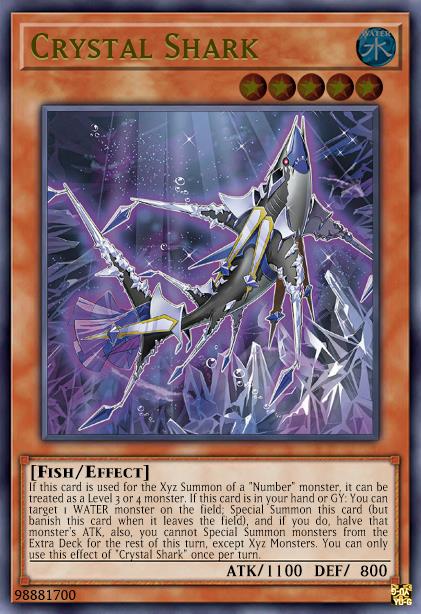 CRYSTAL SHARK
WATER
水
[FISH/EFFECT]
If this card is used for the Xyz Summon of a "Number" monster, it can be
treated as a Level 3 or 4 monster. If this card is in your hand or GY: You can
target 1 WATER monster on the field; Special Summon this card (but
banish this card when it leaves the field), and if you do, halve that
monster's ATK, also, you cannot Special Summon monsters from the
Extra Deck for the rest of this turn, except Xyz Monsters. You can only
use this effect of "Crystal Shark" once per turn.
ATK/1100 DEF/ 800
98881700